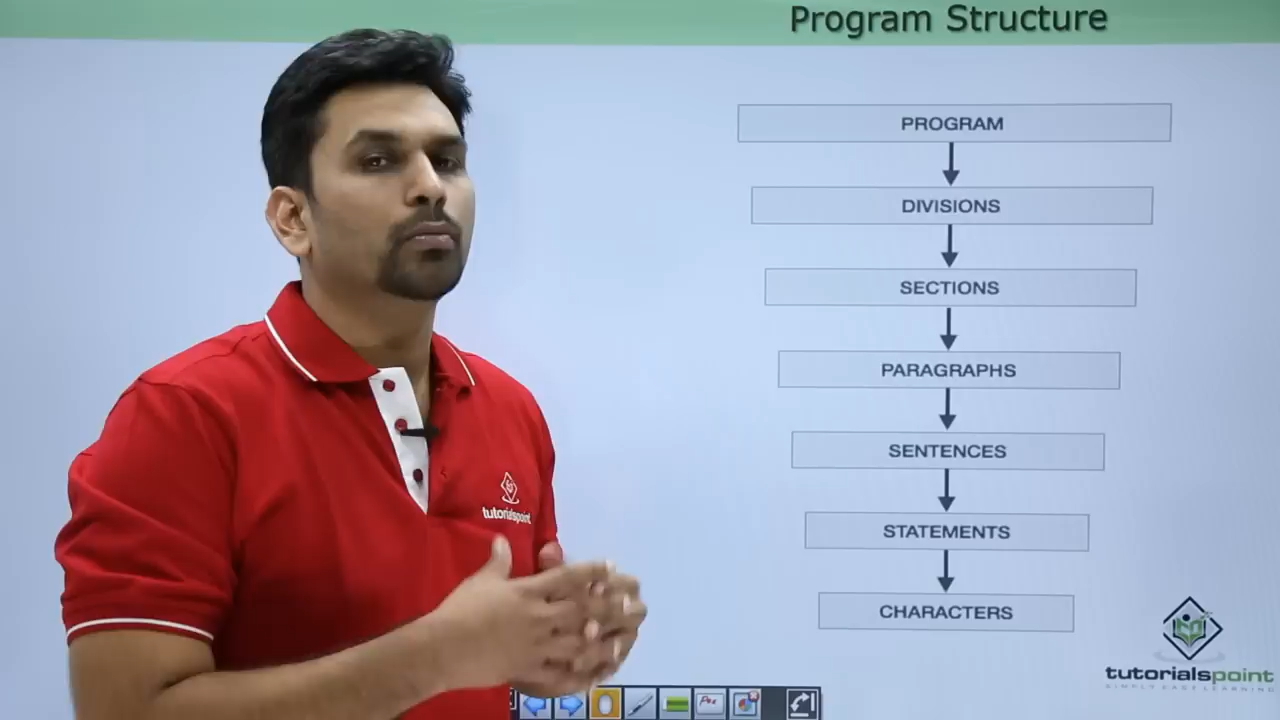 Program Structure
PROGRAM
DIVISIONS
SECTIONS
PARAGRAPHS
SENTENCES
STATEMENTS
CHARACTERS
tutorialspoint
tutorialspoint
SIMPLY EASY LEARNING